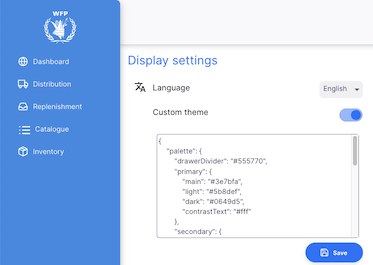 WFP
Dashboard
Distribution
Replenishment
Catalogue
Inventory
Display settings
Language
English
Custom theme
{
"palette": {
"drawerDivider": "#555770",
"primary": {
"main": "#3e7bfa",
"light": "#5b8def",
"dark": "#0649d5",
"contrastText": "#fff"
},
"secondary": {
Save